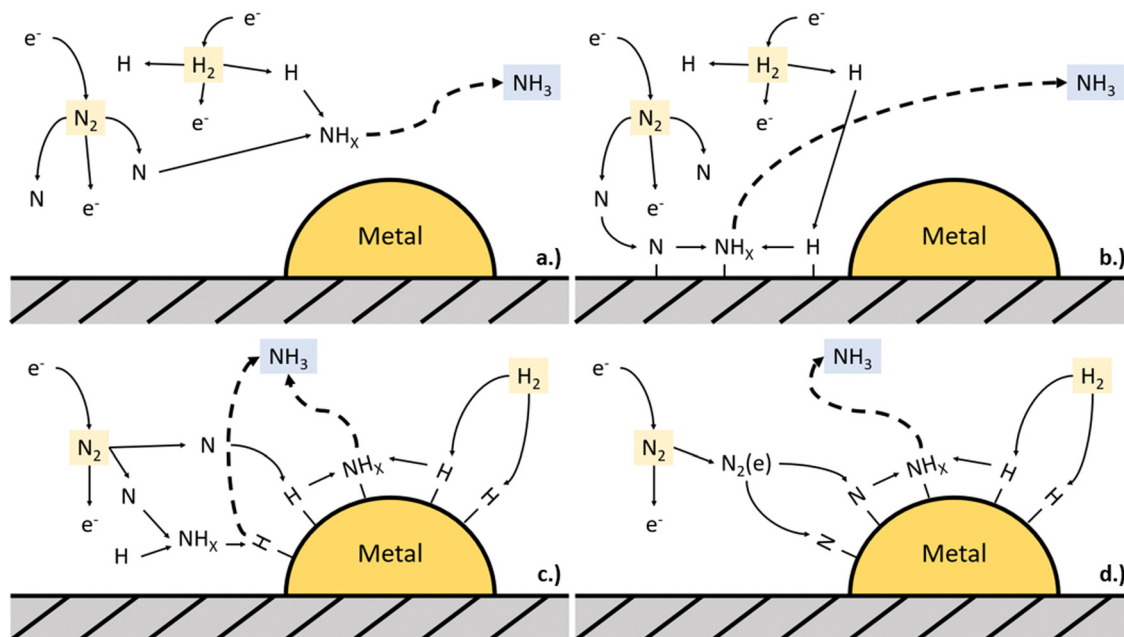 e-
e-
H H2 H
N2
e-
NHX
NH3
N
N
e-
Metal
a.)
e-
e-
H H2 H
NH3
N2
e-
N
N
e-
N NHX H
Metal
b.)
e-
NH3
H2
N2
N
N
H
NHX
H
H
e-
H
NHX
H
Metal
c.)
e-
NH3
H2
N2
N2(e)
N
NHX
H
H
e-
N
Metal
d.)